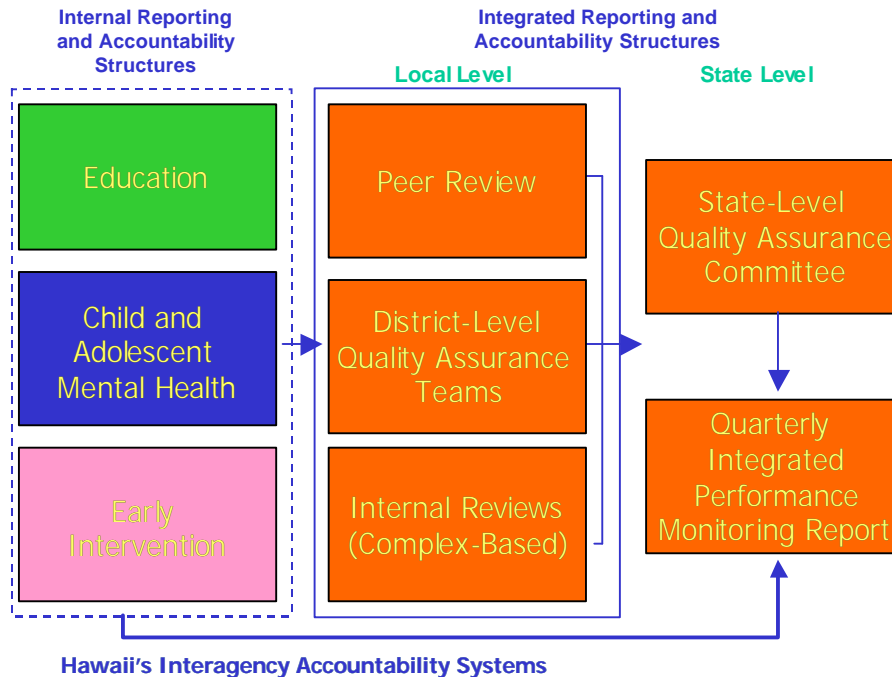 Internal Reporting
and Accountability
Structures
Integrated Reporting and
Accountability Structures
Local Level
State Level
Education
Child and
Adolescent
Mental Health
Early
Intervention
Peer Review
District-Level
Quality Assurance
Teams
Internal Reviews
(Complex-Based)
State-Level
Quality Assurance
Committee
Quarterly
Integrated
Performance
Monitoring Report
Hawaii's Interagency Accountability Systems